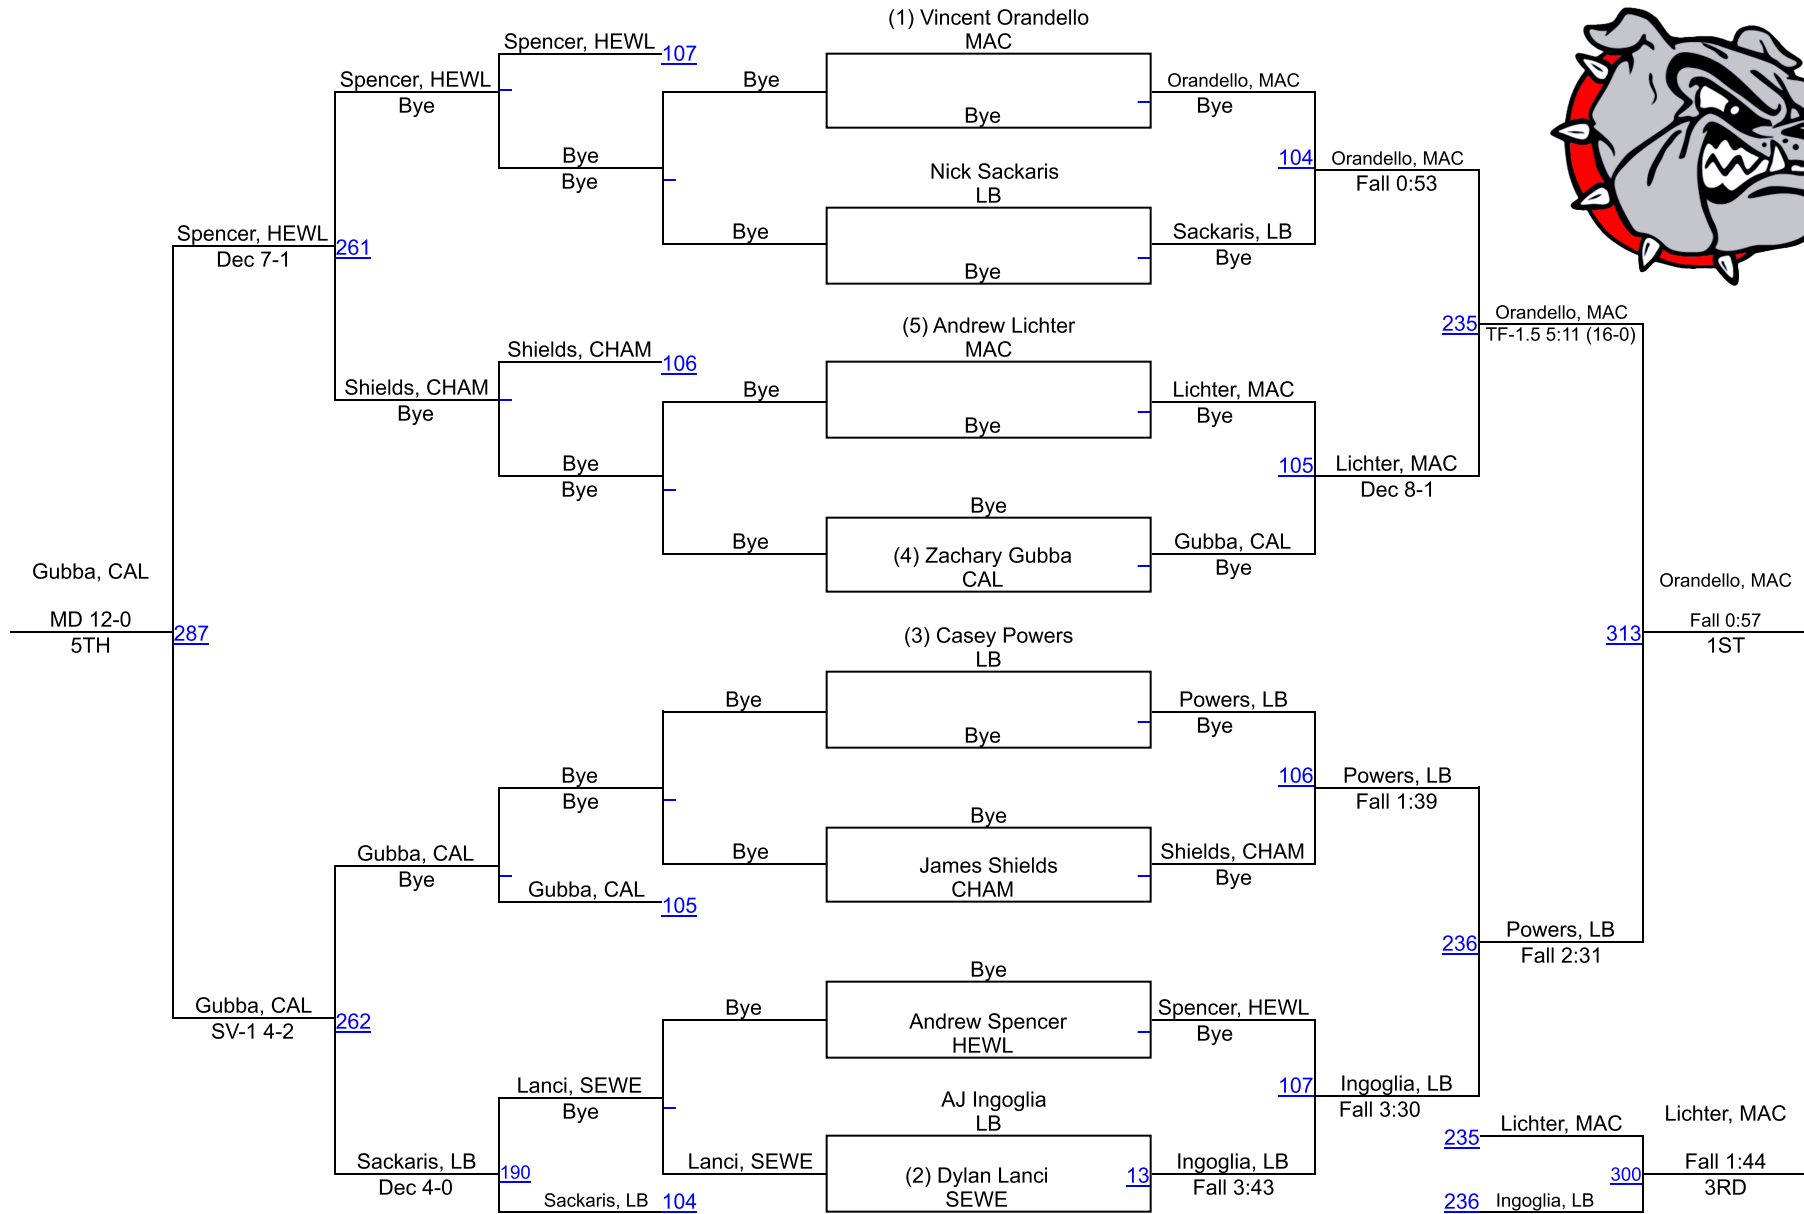 (1) Vincent Orandello
MAC
Spencer, HEWL
107
Spencer, HEWL
Bye
Bye
Orandello, MAC
Bye
Bye
Bye
Bye
Bye
104
Orandello, MAC
Fall 0:53
Nick Sackaris
LB
Spencer, HEWL
Dec 7-1
261
Bye
Sackaris, LB
Bye
Bye
(5) Andrew Lichter
MAC
235
Orandello, MAC
TF-1.5 5:11 (16-0)
Shields, CHAM
106
Shields, CHAM
Bye
Bye
Lichter, MAC
Bye
Bye
Bye
Bye
105
Lichter, MAC
Dec 8-1
Bye
Bye
(4) Zachary Gubba
CAL
Gubba, CAL
Bye
Gubba, CAL
MD 12-0
5TH
287
Orandello, MAC
Fall 0:57
1ST
313
(3) Casey Powers
LB
Bye
Powers, LB
Bye
Bye
Bye
Bye
106
Powers, LB
Fall 1:39
Bye
Gubba, CAL
Bye
Bye
James Shields
CHAM
Shields, CHAM
Bye
Gubba, CAL
105
236
Powers, LB
Fall 2:31
Bye
Gubba, CAL
SV-1 4-2
262
Bye
Andrew Spencer
HEWL
Spencer, HEWL
Bye
Lanci, SEWE
Bye
AJ Ingoglia
LB
107
Ingoglia, LB
Fall 3:30
Lichter, MAC
235
Lichter, MAC
Sackaris, LB
Dec 4-0
190
Lanci, SEWE
(2) Dylan Lanci
SEWE
13
Ingoglia, LB
Fall 3:43
300
Fall 1:44
3RD
Sackaris, LB
104
236
Ingoglia, LB